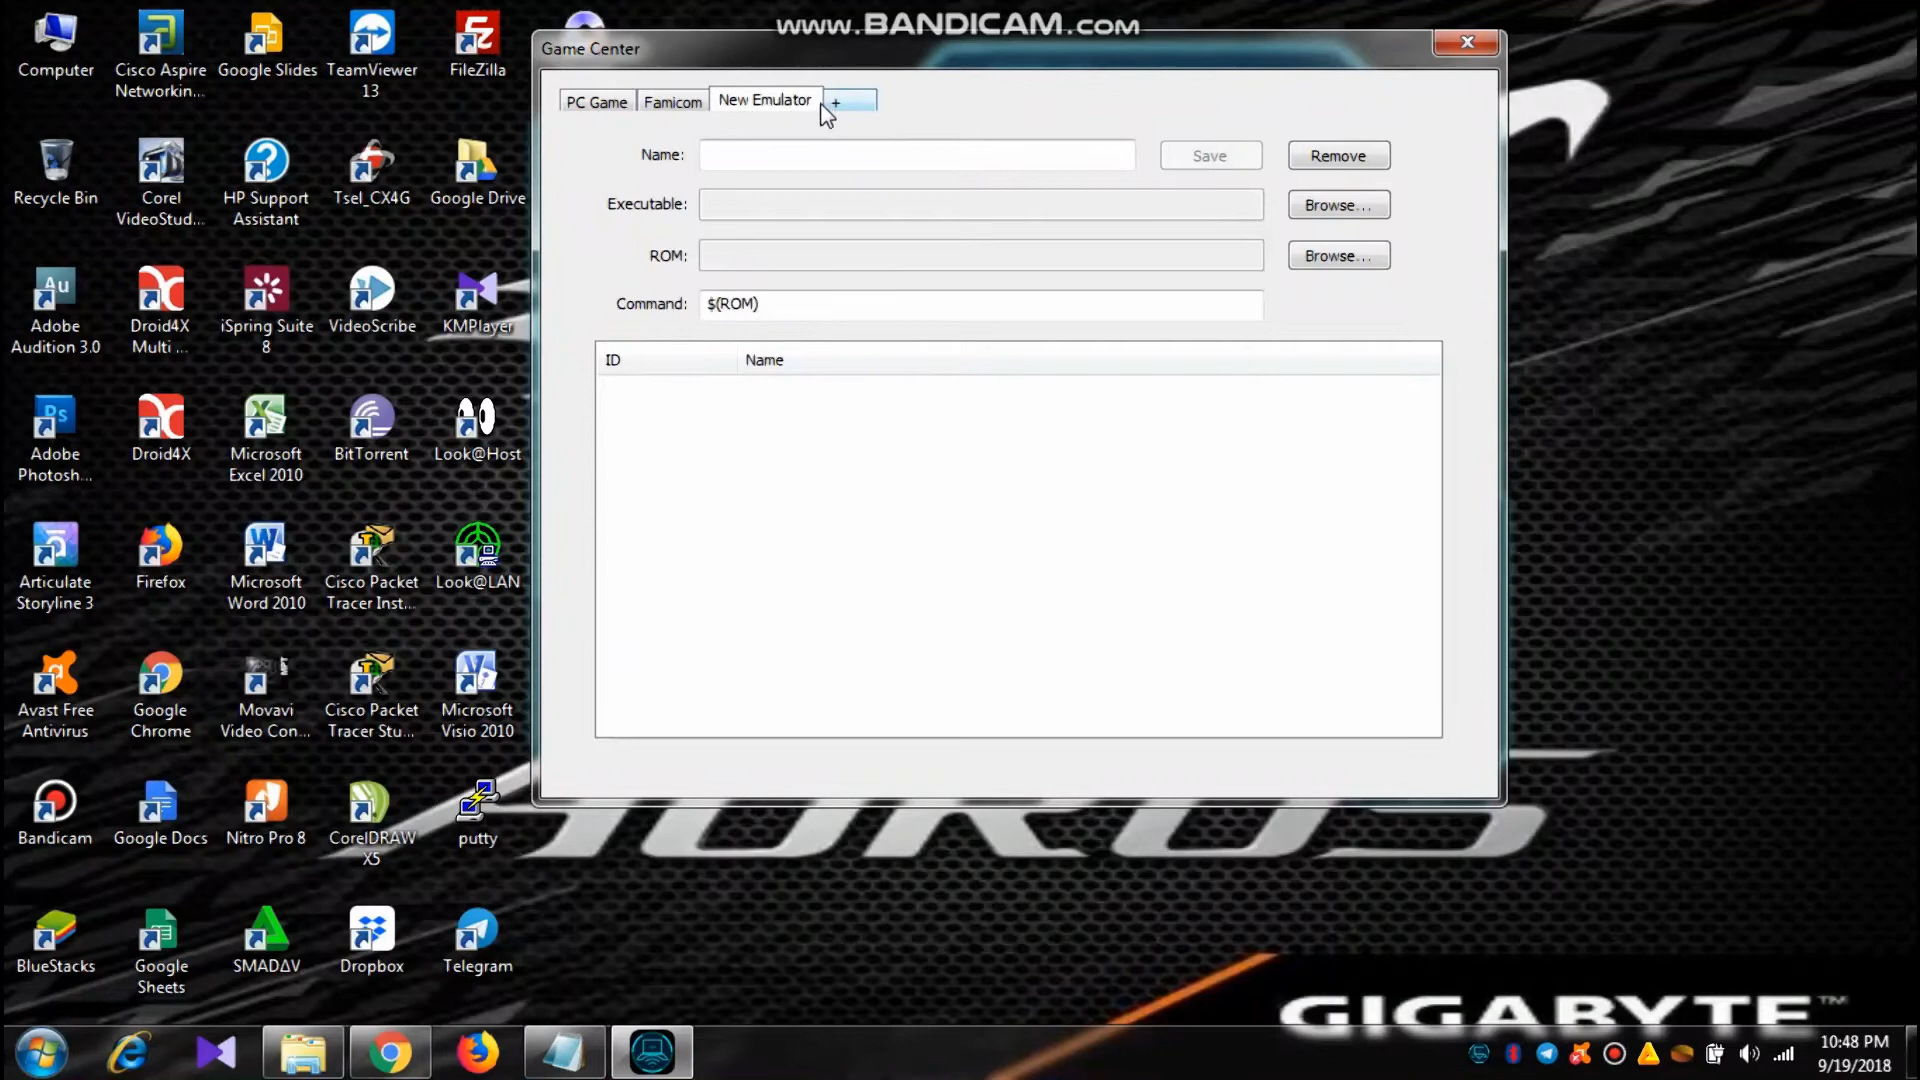 www.BANDICAM.com
Game Center
PC Game
Famicom
New Emulator
+
Name:
Save
Remove
Executable:
Browse...
ROM:
Browse...
Command:
$(ROM)
ID
Name
Computer
Cisco Aspire
Networkin...
Google Slides
TeamViewer
13
FileZilla
Recycle Bin
Corel
VideoStud...
HP Support
Assistant
Tsel_CX4G
Google Drive
Adobe
Audition 3.0
Droid4X
Multi ...
iSpring Suite
8
VideoScribe
KMPlayer
Adobe
Photosh...
Droid4X
Microsoft
Excel 2010
BitTorrent
Look@Host
Articulate
Storyline 3
Firefox
Microsoft
Word 2010
Cisco Packet
Tracer Inst...
Look@LAN
Avast Free
Antivirus
Google
Chrome
Movavi
Video Con...
Cisco Packet
Tracer Stu...
Microsoft
Visio 2010
Bandicam
Google Docs
Nitro Pro 8
CorelDRAW
X5
putty
BlueStacks
Google
Sheets
SMADΔV
Dropbox
Telegram
GIGABYTE™
10:48 PM
9/19/2018